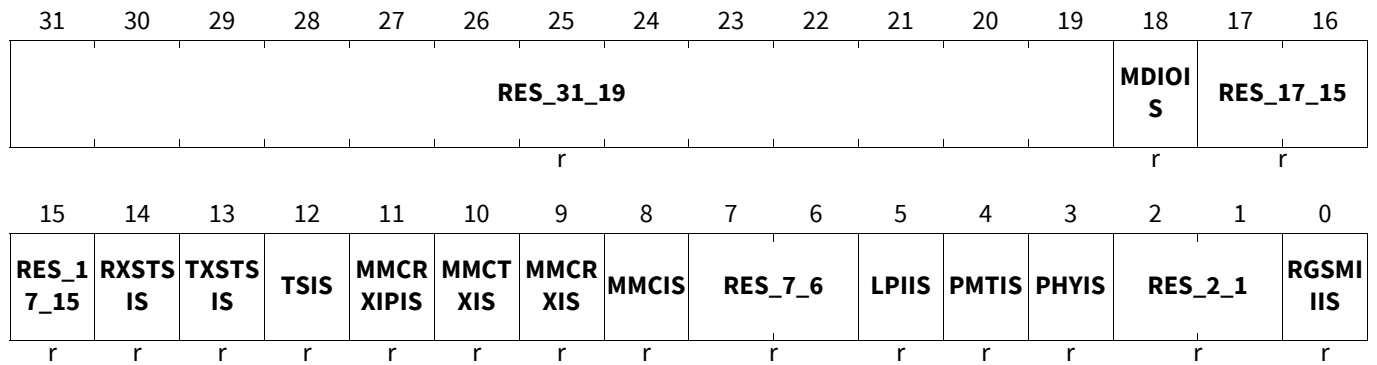 31 30 29 28 27 26 25 24 23 22 21 20 19 18 17 16
RES_31_19 MDIOI S RES_17_15
r r r
15 14 13 12 11 10 9 8 7 6 5 4 3 2 1 0
RES_1 RXSTS TXSTS TSIS MMCR MMCT MMCR MMCIS RES_7_6 LPIIS PMTIS PHYIS RES_2_1 RGSMI
7_15 IS IS XIPIS XIS XIS IIS
r r r r r r r r r r r r r r